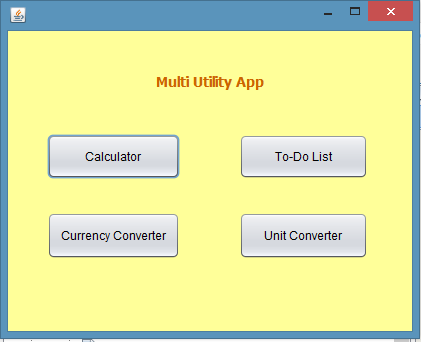 Multi Utility App
Calculator
To-Do List
Currency Converter
Unit Converter